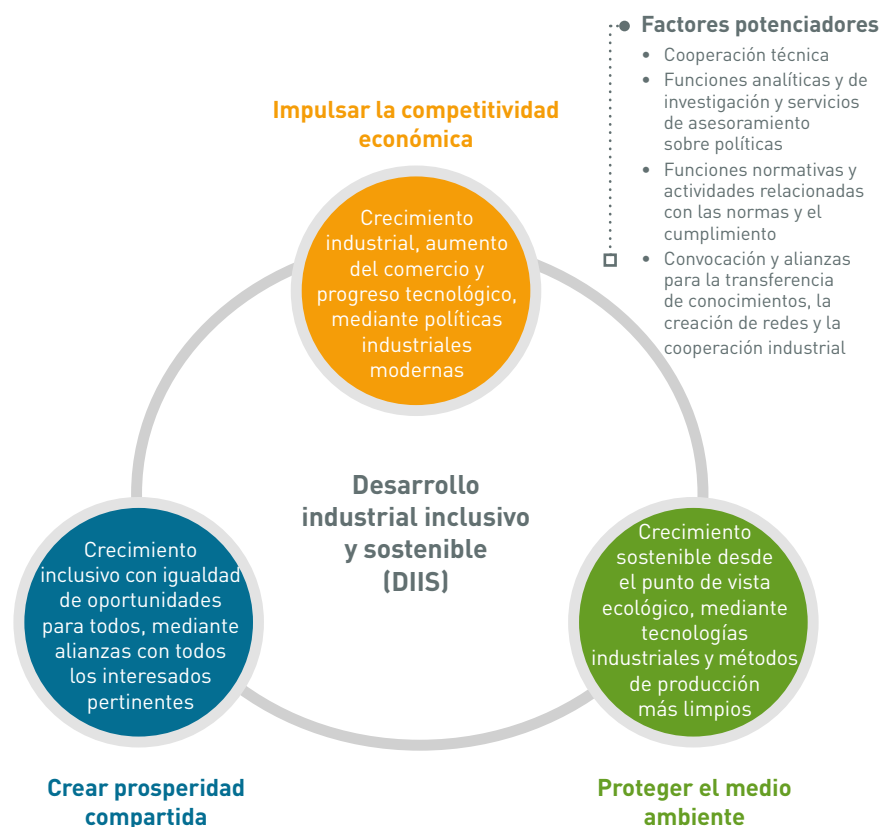 Factores potenciadores
• Cooperación técnica
• Funciones analíticas y de
investigación y servicios
de asesoramiento
sobre políticas
• Funciones normativas y
actividades relacionadas
con las normas y el
cumplimiento
• Convocación y alianzas
para la transferencia
de conocimientos, la
creación de redes y la
cooperación industrial
Impulsar la competitividad
económica
Crecimiento
industrial, aumento
del comercio y
progreso tecnológico,
mediante políticas
industriales
modernas
Desarrollo
industrial inclusivo
y sostenible
(DIIS)
Crecimiento
inclusivo con igualdad
de oportunidades
para todos, mediante
alianzas con todos
los interesados
pertinentes
Crear prosperidad
compartida
Crecimiento
sostenible desde
el punto de vista
ecológico, mediante
tecnologías
industriales y métodos
de producción
más limpios
Proteger el medio
ambiente